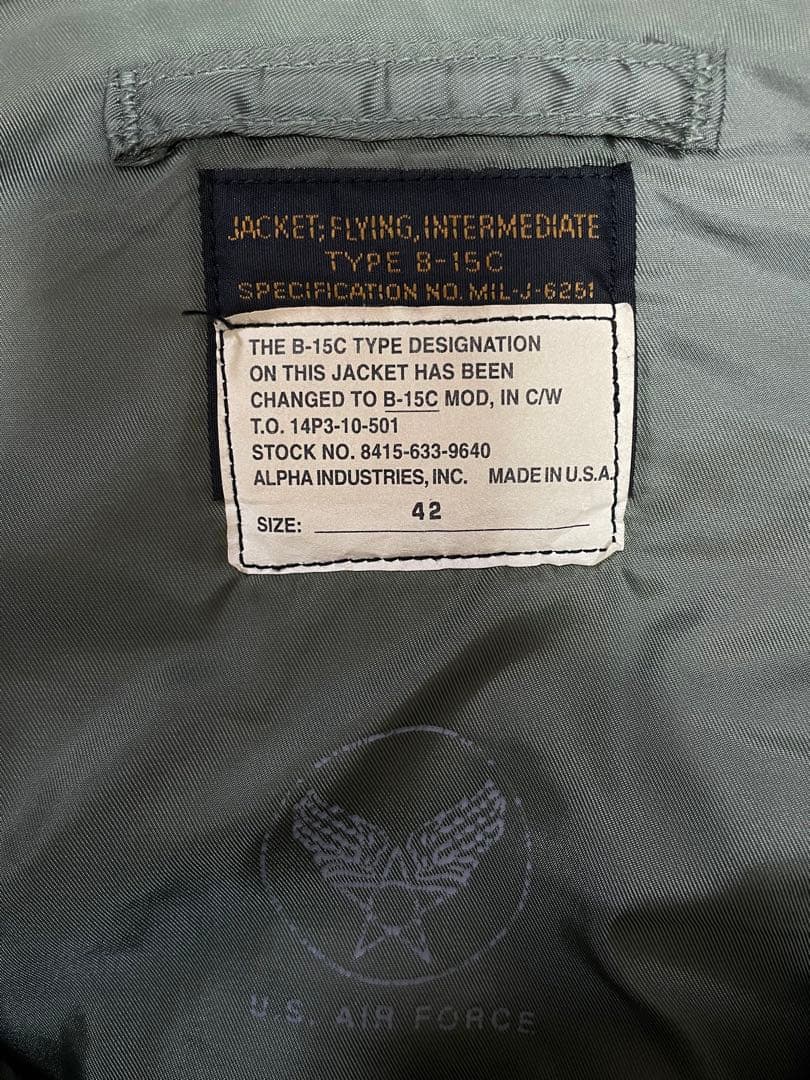 JACKET; FLYING, INTERMEDIATE
TYPE B-15C
SPECIFICATION NO. MIL-J-6251
THE B-15C TYPE DESIGNATION
ON THIS JACKET HAS BEEN
CHANGED TO B-15C MOD, IN C/W
T.O. 14P3-10-501
STOCK NO. 8415-633-9640
ALPHA INDUSTRIES, INC. MADE IN U.S.A.
SIZE: 42
U.S. AIR FORCE